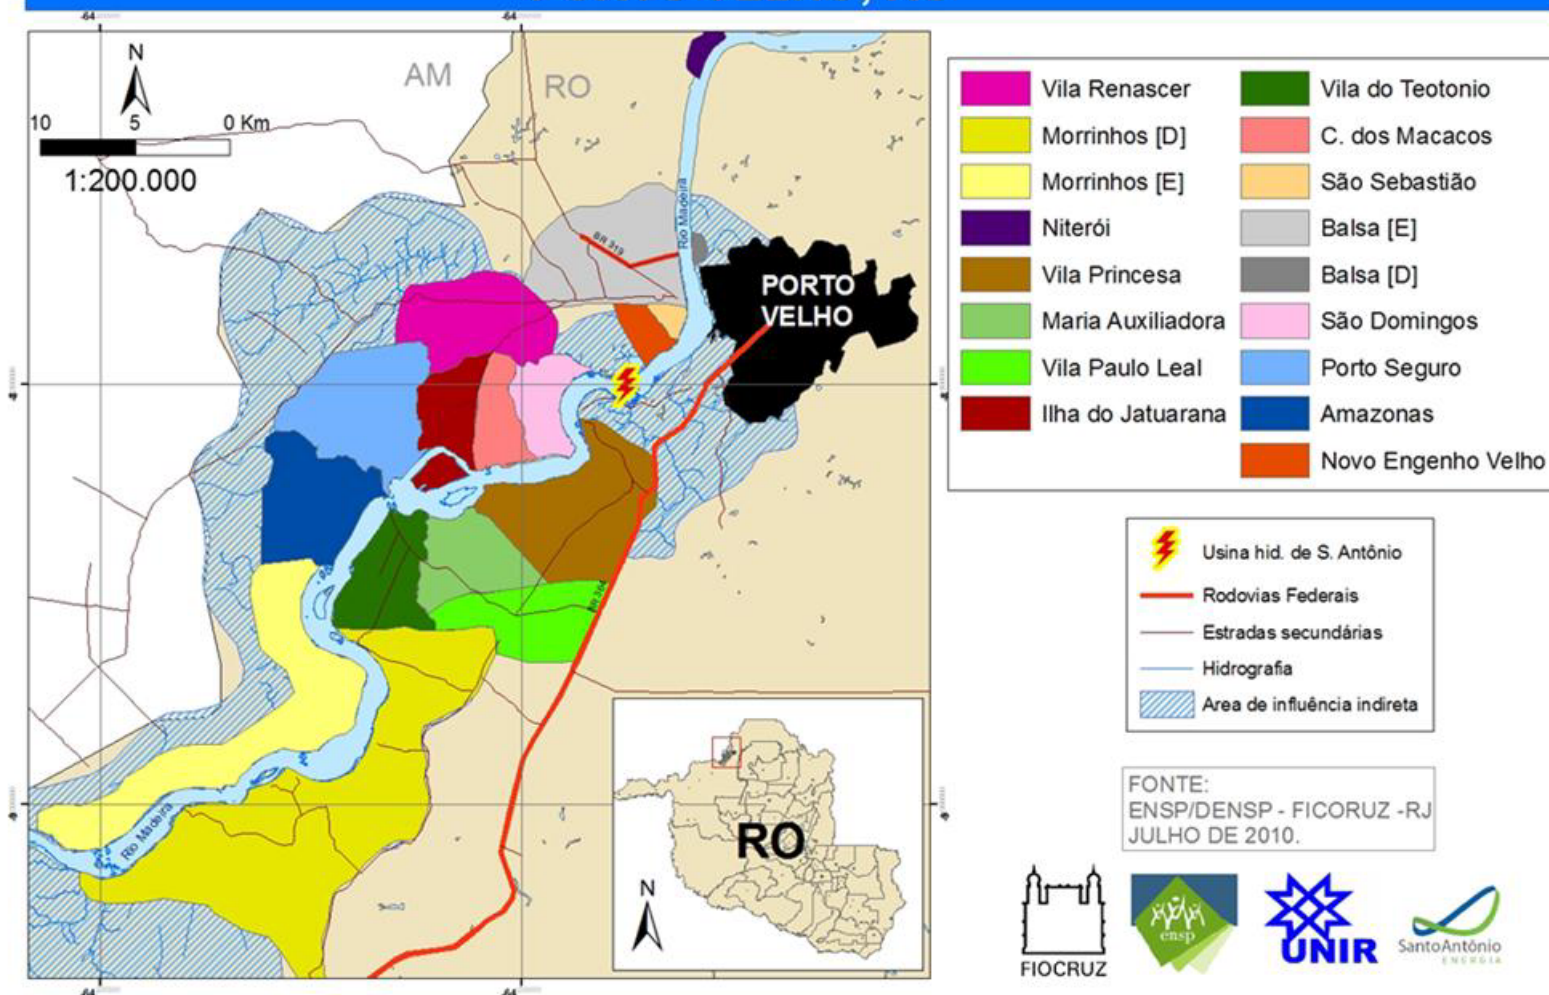 -64
-64
N
AM
RO
10 5 0 Km
1:200.000
BR 319
Rio Madeira
PORTO
VELHO
BR 364
Rio Madeira
-64
-64
RO
N
Vila Renascer
Morrinhos [D]
Morrinhos [E]
Niterói
Vila Princesa
Maria Auxiliadora
Vila Paulo Leal
Ilha do Jatuarana
Vila do Teotonio
C. dos Macacos
São Sebastião
Balsa [E]
Balsa [D]
São Domingos
Porto Seguro
Amazonas
Novo Engenho Velho
Usina hid. de S. Antônio
Rodovias Federais
Estradas secundárias
Hidrografia
Area de influência indireta
FONTE:
ENSP/DENSP - FICORUZ -RJ
JULHO DE 2010.
FIOCRUZ
ensp
UNIR
SantoAntônio
ENERGIA